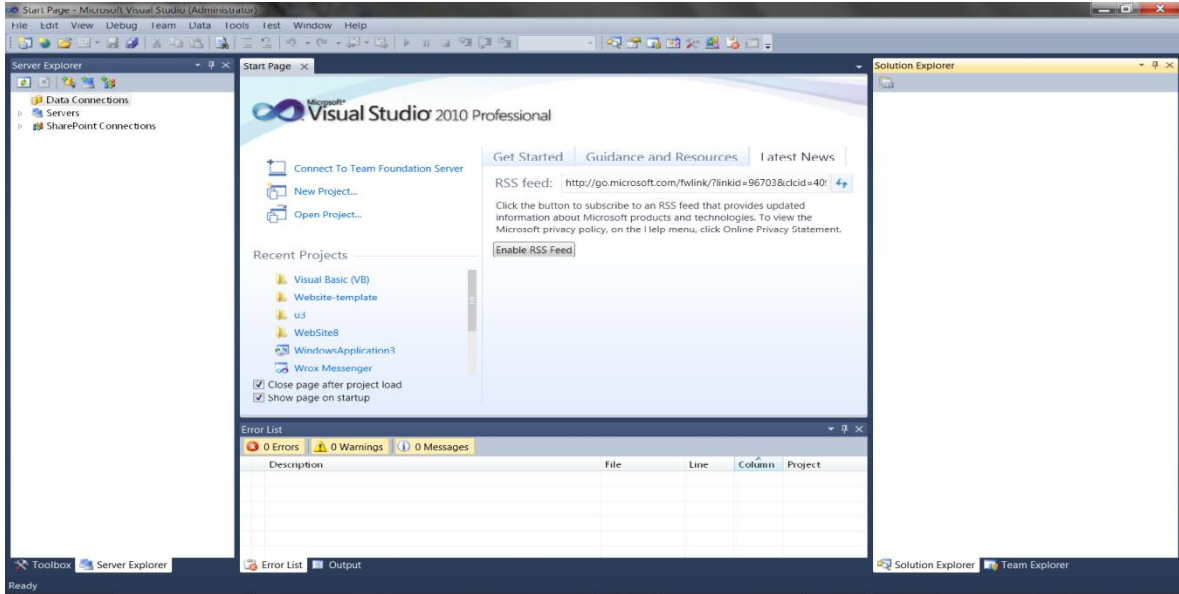 Start Page - Microsoft Visual Studio (Administrator)
File Edit View Debug Team Data Tools Test Window Help
Server Explorer
Data Connections
Servers
SharePoint Connections
Start Page
Microsoft
Visual Studio 2010 Professional
Connect To Team Foundation Server
New Project...
Open Project...
Recent Projects
Visual Basic (VB)
Website-template
u3
WebSite8
WindowsApplication3
Wrox Messenger
Close page after project load
Show page on startup
Get Started Guidance and Resources Latest News
RSS feed: http://go.microsoft.com/fwlink/?linkid=96703&clcid=409
Click the button to subscribe to an RSS feed that provides updated
information about Microsoft products and technologies. To view the
Microsoft privacy policy, on the Help menu, click Online Privacy Statement.
Enable RSS Feed
Error List
0 Errors 0 Warnings 0 Messages
Description File Line Column Project
Solution Explorer
Toolbox Server Explorer
Error List Output
Solution Explorer Team Explorer
Ready